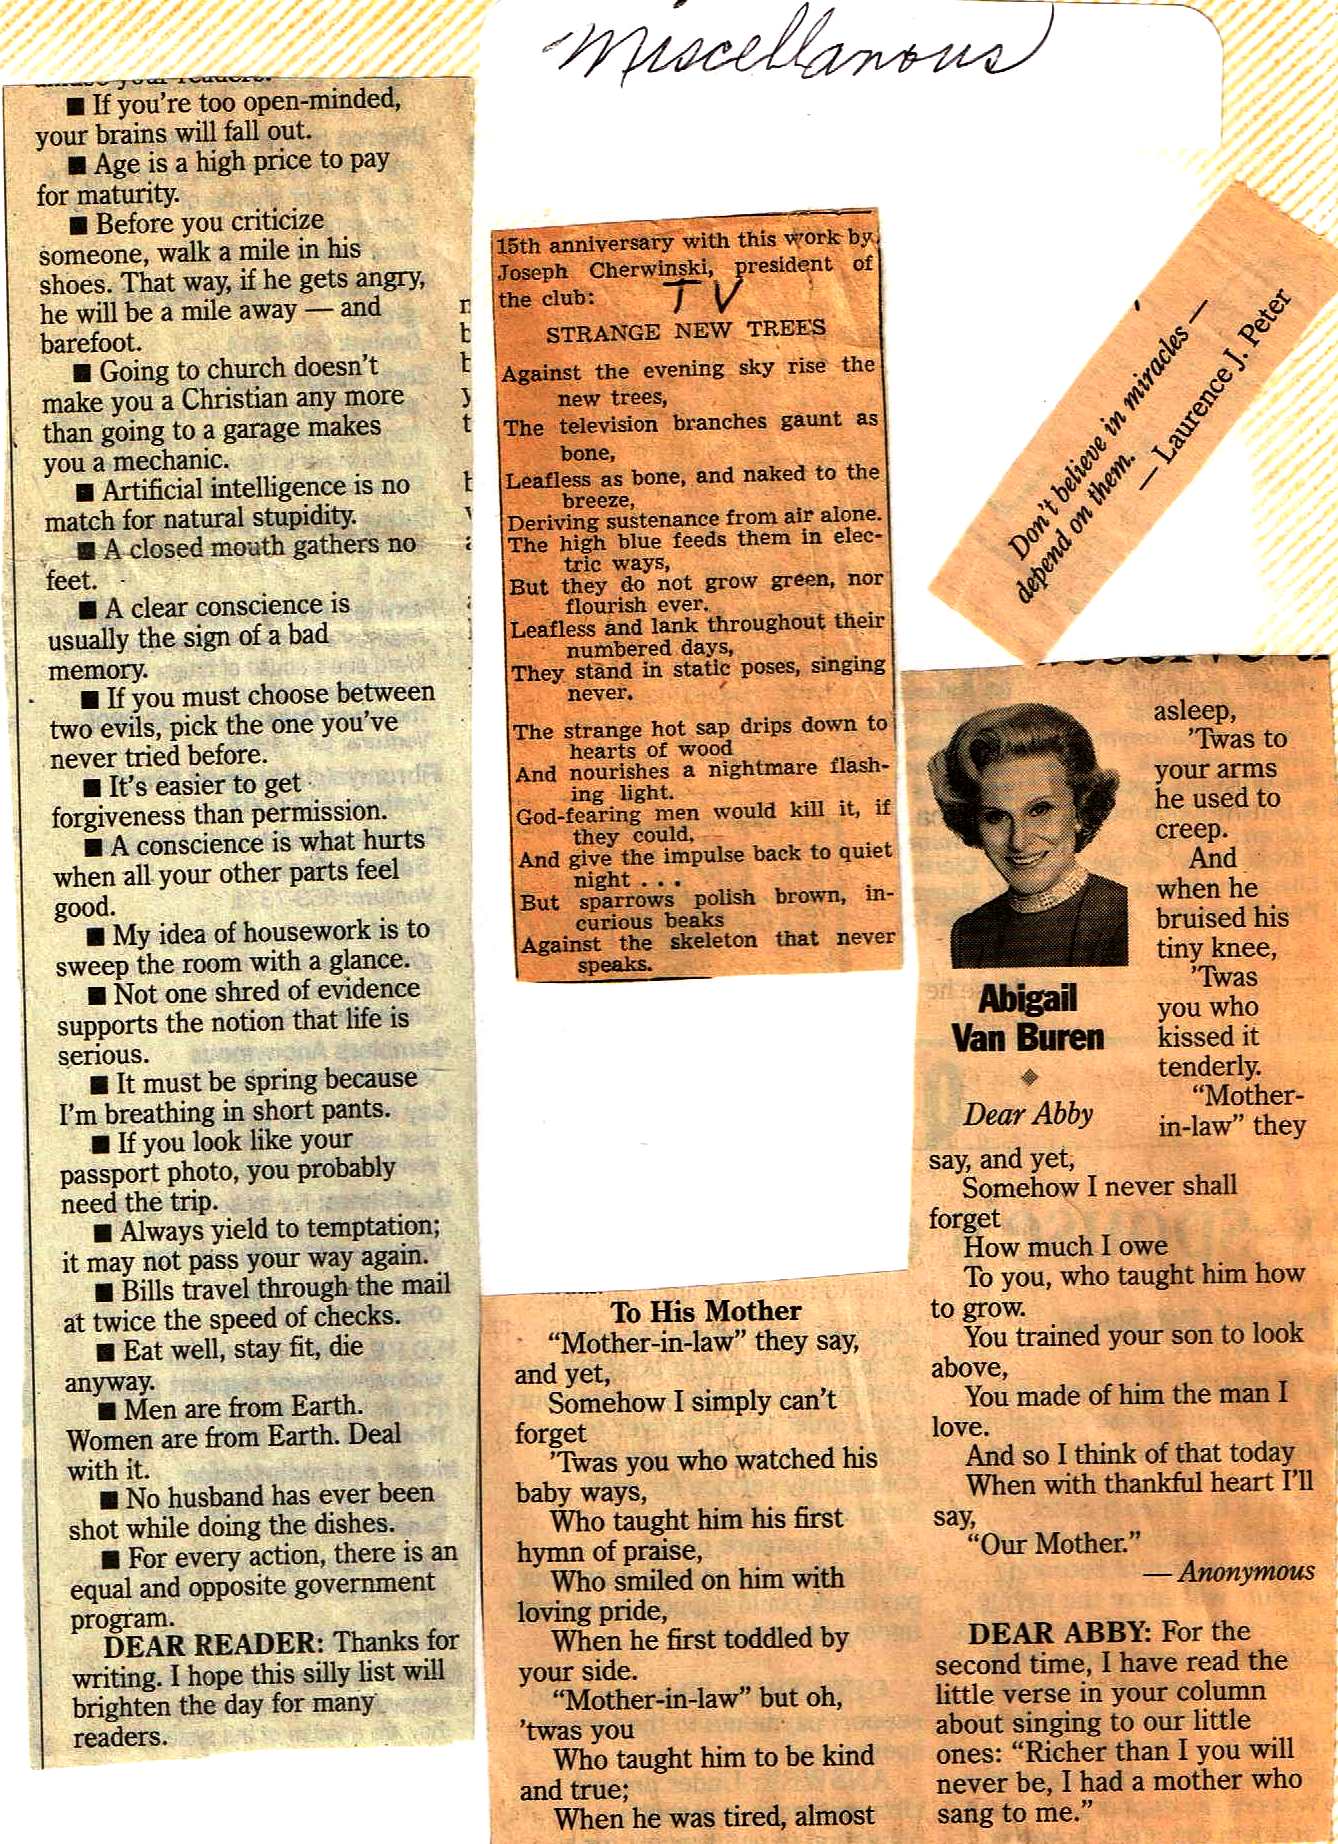 Miscellanous
amuse your readers.
■ If you're too open-minded,
your brains will fall out.
■ Age is a high price to pay
for maturity.
■ Before you criticize
someone, walk a mile in his
shoes. That way, if he gets angry,
he will be a mile away — and
barefoot.
■ Going to church doesn't
make you a Christian any more
than going to a garage makes
you a mechanic.
■ Artificial intelligence is no
match for natural stupidity.
■ A closed mouth gathers no
feet.
■ A clear conscience is
usually the sign of a bad
memory.
■ If you must choose between
two evils, pick the one you've
never tried before.
■ It's easier to get
forgiveness than permission.
■ A conscience is what hurts
when all your other parts feel
good.
■ My idea of housework is to
sweep the room with a glance.
■ Not one shred of evidence
supports the notion that life is
serious.
■ It must be spring because
I'm breathing in short pants.
■ If you look like your
passport photo, you probably
need the trip.
■ Always yield to temptation;
it may not pass your way again.
■ Bills travel through the mail
at twice the speed of checks.
■ Eat well, stay fit, die
anyway.
■ Men are from Earth.
Women are from Earth. Deal
with it.
■ No husband has ever been
shot while doing the dishes.
■ For every action, there is an
equal and opposite government
program.
DEAR READER: Thanks for
writing. I hope this silly list will
brighten the day for many
readers.
15th anniversary with this work by
Joseph Cherwinski, president of
the club:
TV
STRANGE NEW TREES
Against the evening sky rise the
new trees,
The television branches gaunt as
bone,
Leafless as bone, and naked to the
breeze,
Deriving sustenance from air alone.
The high blue feeds them in elec-
tric ways,
But they do not grow green, nor
flourish ever.
Leafless and lank throughout their
numbered days,
They stand in static poses, singing
never.
The strange hot sap drips down to
hearts of wood
And nourishes a nightmare flash-
ing light.
God-fearing men would kill it, if
they could,
And give the impulse back to quiet
night . . .
But sparrows polish brown, in-
curious beaks
Against the skeleton that never
speaks.
Don't believe in miracles —
depend on them.
— Laurence J. Peter
To His Mother
"Mother-in-law" they say,
and yet,
Somehow I simply can't
forget
'Twas you who watched his
baby ways,
Who taught him his first
hymn of praise,
Who smiled on him with
loving pride,
When he first toddled by
your side.
"Mother-in-law" but oh,
'twas you
Who taught him to be kind
and true;
When he was tired, almost
Abigail
Van Buren
Dear Abby
asleep,
'Twas to
your arms
he used to
creep.
And
when he
bruised his
tiny knee,
'Twas
you who
kissed it
tenderly.
"Mother-
in-law" they
say, and yet,
Somehow I never shall
forget
How much I owe
To you, who taught him how
to grow.
You trained your son to look
above,
You made of him the man I
love.
And so I think of that today
When with thankful heart I'll
say,
"Our Mother."
— Anonymous
DEAR ABBY: For the
second time, I have read the
little verse in your column
about singing to our little
ones: "Richer than I you will
never be, I had a mother who
sang to me."